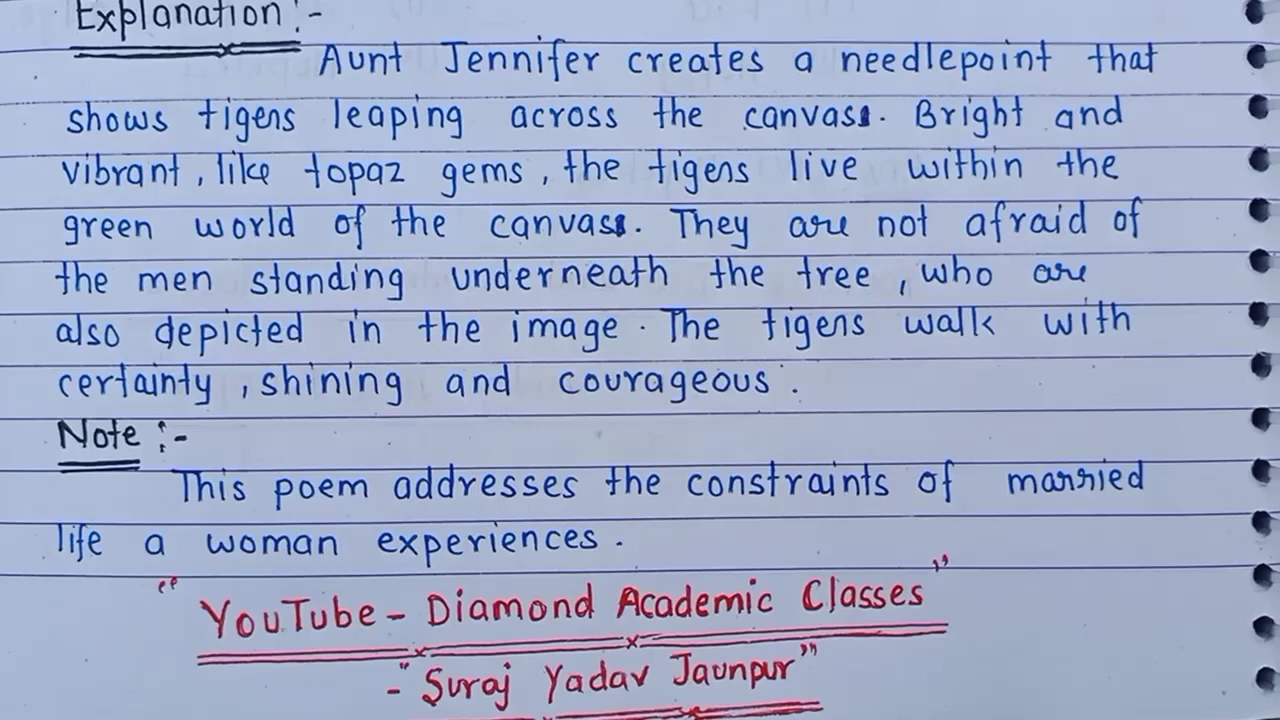 Explanation :-
Aunt Jennifer creates a needlepoint that
shows tigers leaping across the canvas. Bright and
vibrant, like topaz gems, the tigers live within the
green world of the canvas. They are not afraid of
the men standing underneath the tree, who are
also depicted in the image. The tigers walk with
certainty, shining and courageous.
Note :-
This poem addresses the constraints of married
life a woman experiences.
"YouTube - Diamond Academic Classes"
- "Suraj Yadav Jaunpur"